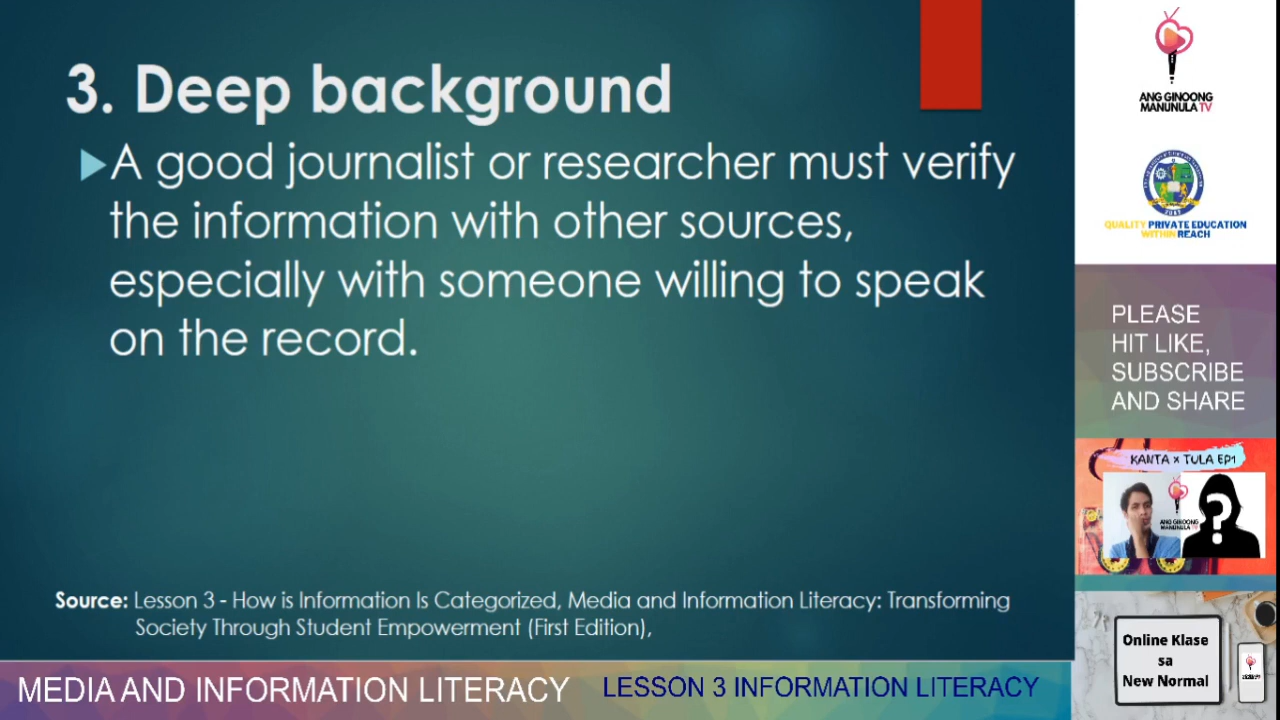 3. Deep background
A good journalist or researcher must verify
the information with other sources,
especially with someone willing to speak
on the record.
Source: Lesson 3 - How is Information Is Categorized, Media and Information Literacy: Transforming
Society Through Student Empowerment (First Edition),
MEDIA AND INFORMATION LITERACY
LESSON 3 INFORMATION LITERACY
ANG GINOONG
MANUNULA TV
QUALITY PRIVATE EDUCATION
WITHIN REACH
PLEASE
HIT LIKE,
SUBSCRIBE
AND SHARE
KANTA x TULA EP1
ANG GINOONG
MANUNULA TV
?
Online Klase
sa
New Normal